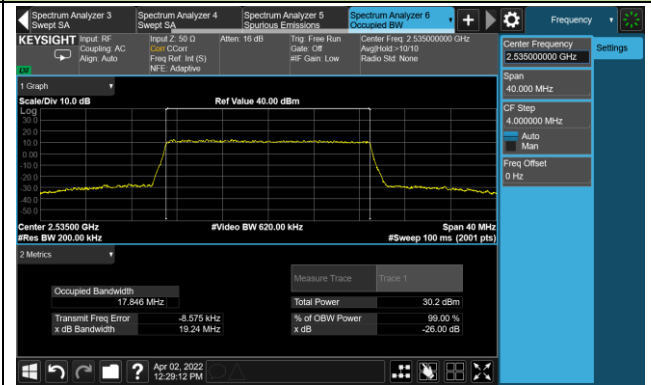 Spectrum Analyzer 3
Swept SA
Spectrum Analyzer 4
Swept SA
Spectrum Analyzer 5
Spurious Emissions
Spectrum Analyzer 6
Occupied BW
Frequency
KEYSIGHT
Input: RF
Coupling: AC
Align: Auto
Input Z: 50 Ω
Corr CCorr
Freq Ref: Int (S)
NFE: Adaptive
Atten: 16 dB
Trig: Free Run
Gate: Off
#IF Gain: Low
Center Freq: 2.535000000 GHz
Avg|Hold:>10/10
Radio Std: None
Center Frequency
2.535000000 GHz
Settings
Span
40.000 MHz
CF Step
4.000000 MHz
Auto
Man
Freq Offset
0 Hz
1 Graph
Scale/Div 10.0 dB
Ref Value 40.00 dBm
Log
30.0
20.0
10.0
0.00
-10.0
-20.0
-30.0
-40.0
-50.0
Center 2.53500 GHz
#Video BW 620.00 kHz
Span 40 MHz
#Res BW 200.00 kHz
#Sweep 100 ms (2001 pts)
2 Metrics
Measure Trace
Trace 1
Occupied Bandwidth
17.846 MHz
Total Power
30.2 dBm
Transmit Freq Error
-8.575 kHz
% of OBW Power
99.00 %
x dB Bandwidth
19.24 MHz
x dB
-26.00 dB
Apr 02, 2022
12:29:12 PM